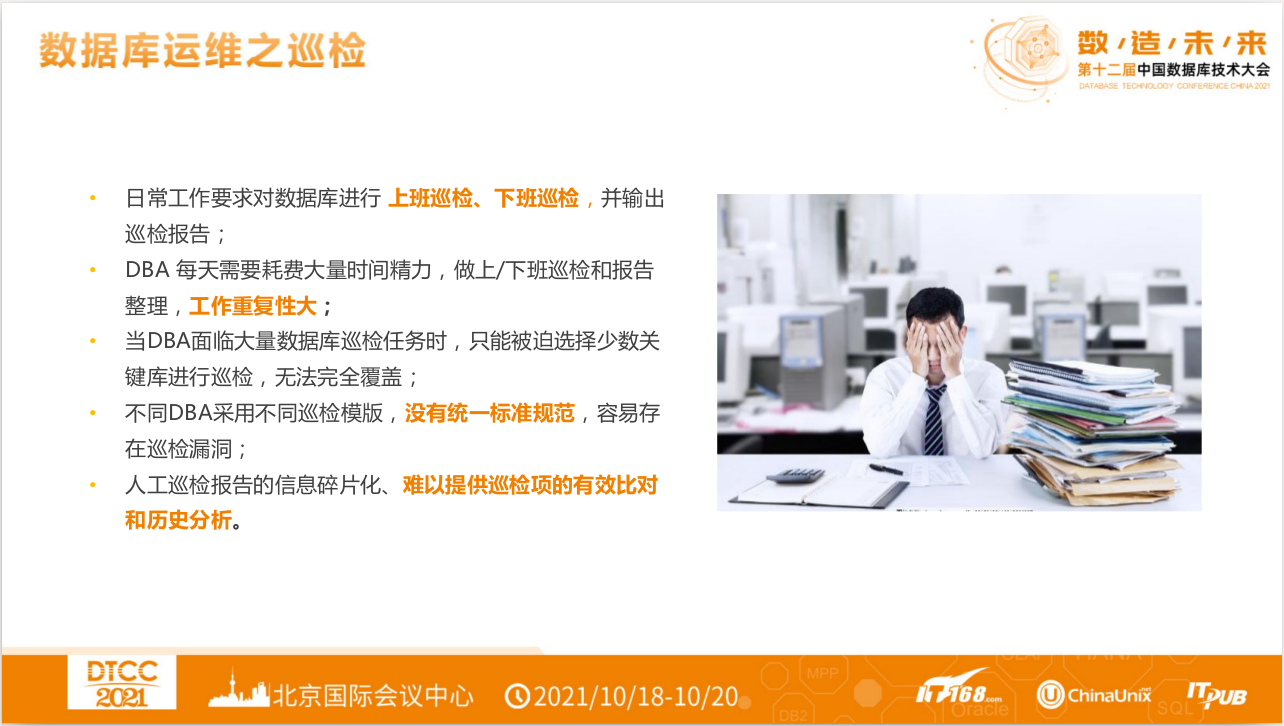 数据库运维之巡检
数/造/未/来
第十二届中国数据库技术大会
DATABASE TECHNOLOGY CONFERENCE CHINA 2021
• 日常工作要求对数据库进行 上班巡检、下班巡检，并输出
巡检报告；
• DBA 每天需要耗费大量时间精力，做上/下班巡检和报告
整理，工作重复性大；
• 当DBA面临大量数据库巡检任务时，只能被迫选择少数关
键库进行巡检，无法完全覆盖；
• 不同DBA采用不同巡检模版，没有统一标准规范，容易存
在巡检漏洞；
• 人工巡检报告的信息碎片化、难以提供巡检项的有效比对
和历史分析。
DTCC
2021
北京国际会议中心
2021/10/18-10/20
MPP
DB2
Oracle
SQL
IT168.com
ChinaUnix
ITPUB